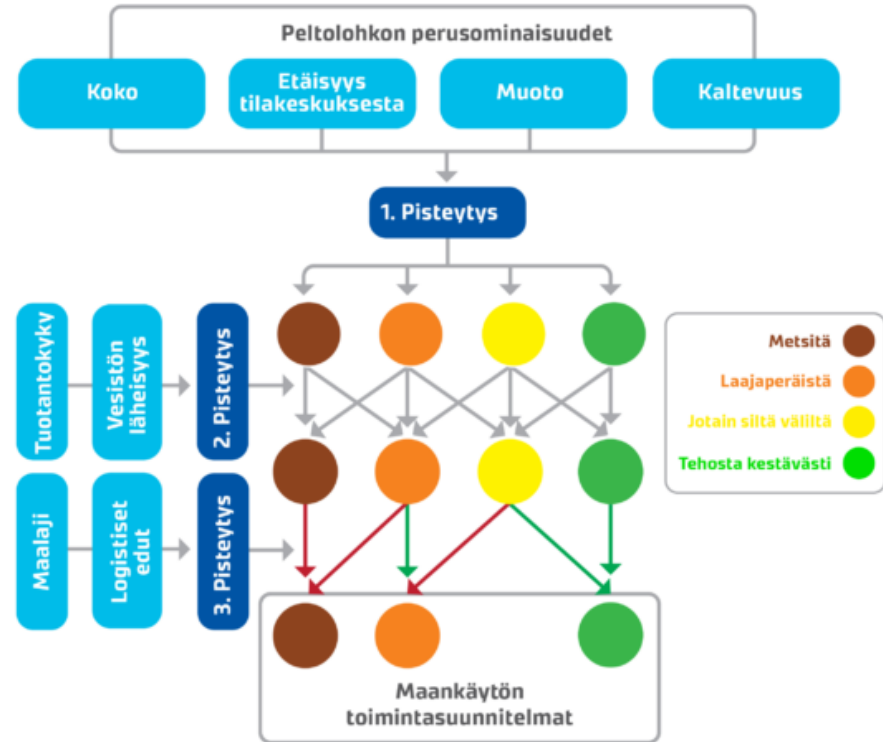 Peltolohkon perusominaisuudet
Koko
Etäisyys
tilakeskuksesta
Muoto
Kaltevuus
1. Pisteytys
Tuotantokyky
Vesistön
läheisyys
2. Pisteytys
Metsitä
Laajaperäistä
Jotain siltä väliltä
Tehosta kestävästi
Maalaji
Logistiset
edut
3. Pisteytys
Maankäytön
toimintasuunnitelmat